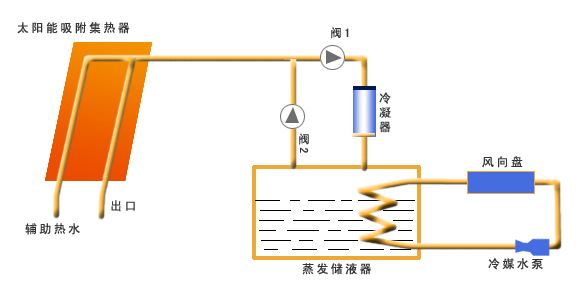 太阳能吸附集热器
阀1
冷凝器
阀2
风向盘
出口
辅助热水
蒸发储液器
冷媒水泵